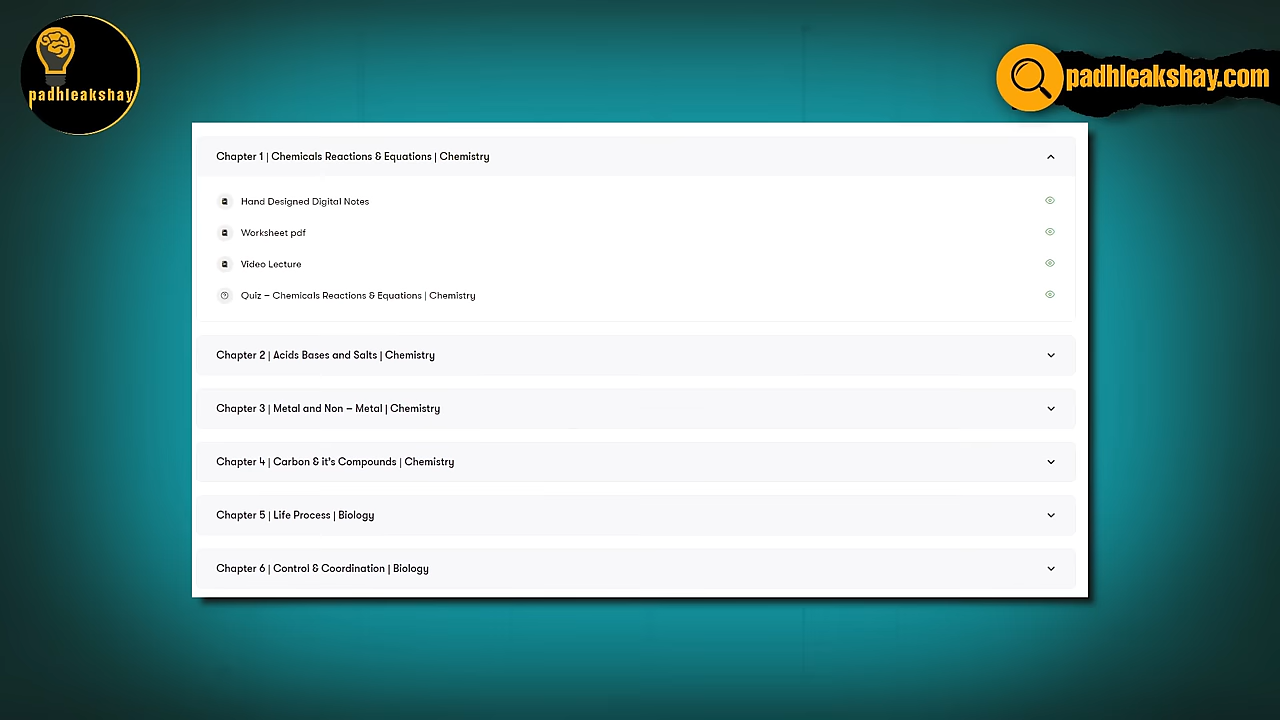 padhleakshay
padhleakshay.com
Chapter 1 | Chemicals Reactions & Equations | Chemistry
Hand Designed Digital Notes
Worksheet pdf
Video Lecture
Quiz – Chemicals Reactions & Equations | Chemistry
Chapter 2 | Acids Bases and Salts | Chemistry
Chapter 3 | Metal and Non – Metal | Chemistry
Chapter 4 | Carbon & it's Compounds | Chemistry
Chapter 5 | Life Process | Biology
Chapter 6 | Control & Coordination | Biology